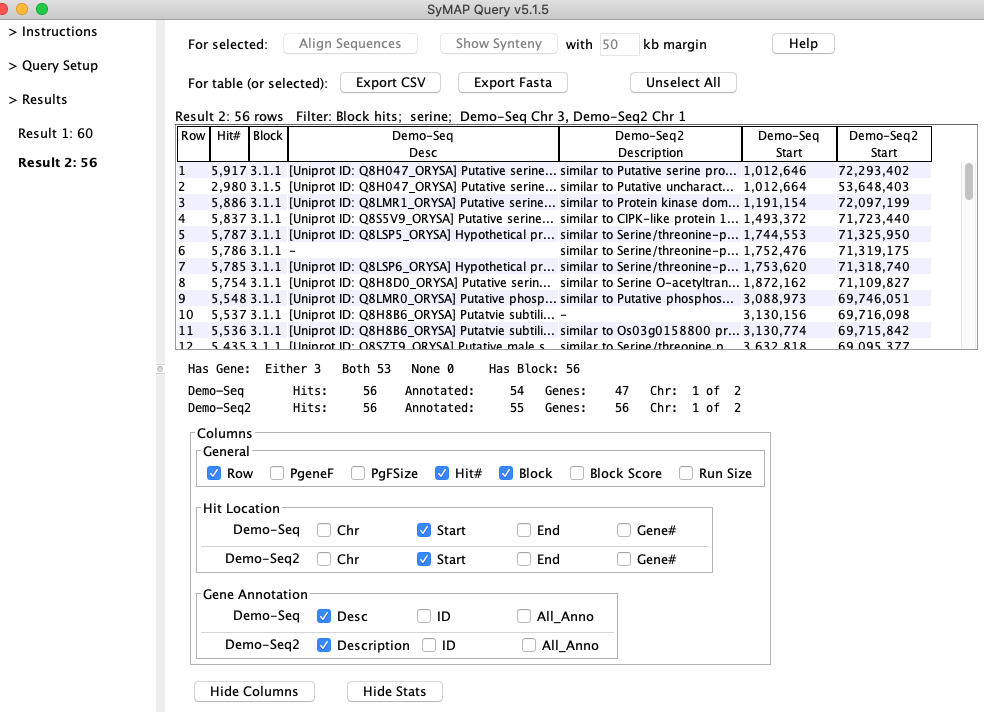 SyMAP Query v5.1.5
> Instructions
> Query Setup
> Results
Result 1: 60
Result 2: 56
For selected: Align Sequences Show Synteny with 50 kb margin Help
For table (or selected): Export CSV Export Fasta Unselect All
Result 2: 56 rows Filter: Block hits; serine; Demo-Seq Chr 3, Demo-Seq2 Chr 1
Row Hit# Block Demo-Seq Desc Demo-Seq2 Description Demo-Seq Start Demo-Seq2 Start
1 5,917 3.1.1 [Uniprot ID: Q8H047_ORYSA] Putative serine... similar to Putative serine pro... 1,012,646 72,293,402
2 2,980 3.1.5 [Uniprot ID: Q8H047_ORYSA] Putative serine... similar to Putative uncharact... 1,012,664 53,648,403
3 5,886 3.1.1 [Uniprot ID: Q8LMR1_ORYSA] Putative serine... similar to Protein kinase dom... 1,191,154 72,097,199
4 5,837 3.1.1 [Uniprot ID: Q8S5V9_ORYSA] Putative serine... similar to CIPK-like protein 1... 1,493,372 71,723,440
5 5,787 3.1.1 [Uniprot ID: Q8LSP5_ORYSA] Hypothetical pr... similar to Serine/threonine-p... 1,744,553 71,325,950
6 5,786 3.1.1 - similar to Serine/threonine-p... 1,752,476 71,319,175
7 5,785 3.1.1 [Uniprot ID: Q8LSP6_ORYSA] Hypothetical pr... similar to Serine/threonine-p... 1,753,620 71,318,740
8 5,754 3.1.1 [Uniprot ID: Q8H8D0_ORYSA] Putative serin... similar to Serine O-acetyltran... 1,872,162 71,109,827
9 5,548 3.1.1 [Uniprot ID: Q8LMR0_ORYSA] Putative phosp... similar to Putative phosphos... 3,088,973 69,746,051
10 5,537 3.1.1 [Uniprot ID: Q8H8B6_ORYSA] Putatvie subtili... - 3,130,156 69,716,098
11 5,536 3.1.1 [Uniprot ID: Q8H8B6_ORYSA] Putatvie subtili... similar to Os03g0158800 pr... 3,130,774 69,715,842
12 5,435 3.1.1 [Uniprot ID: Q8S7T9_ORYSA] Putative male s... similar to Serine/threonine p... 3,632,818 69,095,377
Has Gene: Either 3 Both 53 None 0 Has Block: 56
Demo-Seq Hits: 56 Annotated: 54 Genes: 47 Chr: 1 of 2
Demo-Seq2 Hits: 56 Annotated: 55 Genes: 56 Chr: 1 of 2
Columns
General
Row PgeneF PgFSize Hit# Block Block Score Run Size
Hit Location
Demo-Seq Chr Start End Gene#
Demo-Seq2 Chr Start End Gene#
Gene Annotation
Demo-Seq Desc ID All_Anno
Demo-Seq2 Description ID All_Anno
Hide Columns Hide Stats